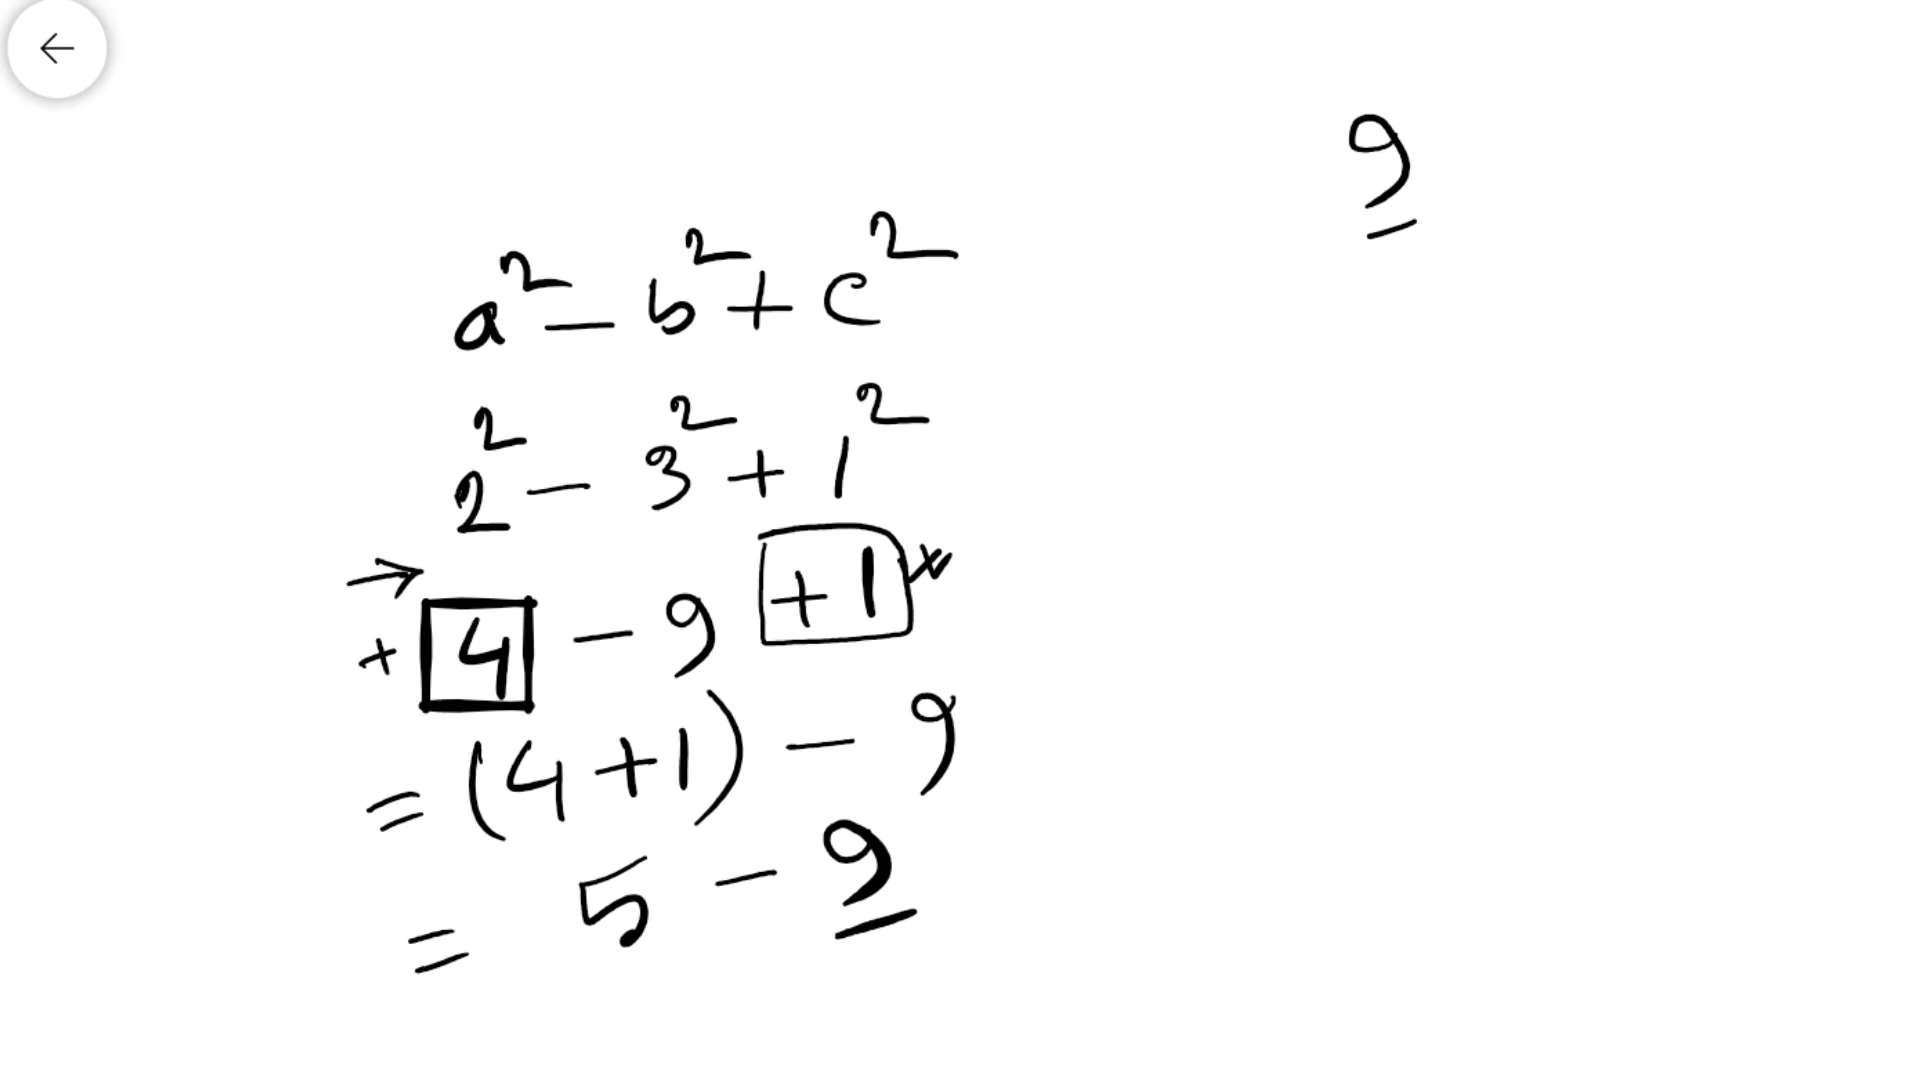 9
a² - b² + c²
2² - 3² + 1²
→
+ 4 - 9 + 1 ×
= (4 + 1) - 9
= 5 - 9